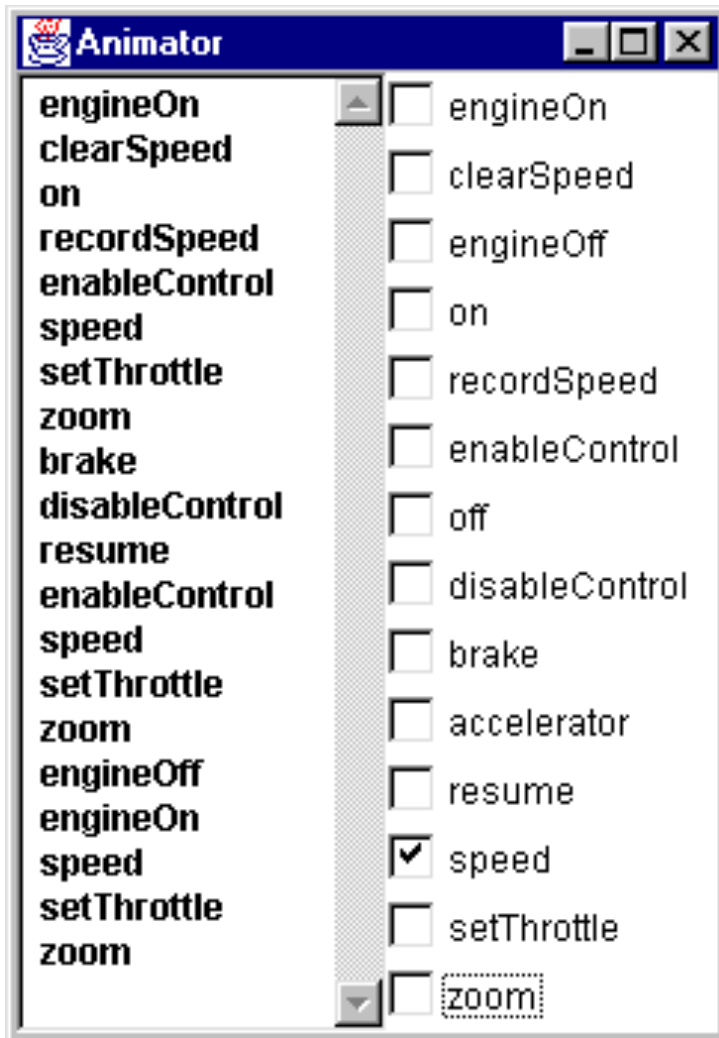 Animator
engineOn
clearSpeed
on
recordSpeed
enableControl
speed
setThrottle
zoom
brake
disableControl
resume
enableControl
speed
setThrottle
zoom
engineOff
engineOn
speed
setThrottle
zoom
engineOn
clearSpeed
engineOff
on
recordSpeed
enableControl
off
disableControl
brake
accelerator
resume
speed
setThrottle
zoom